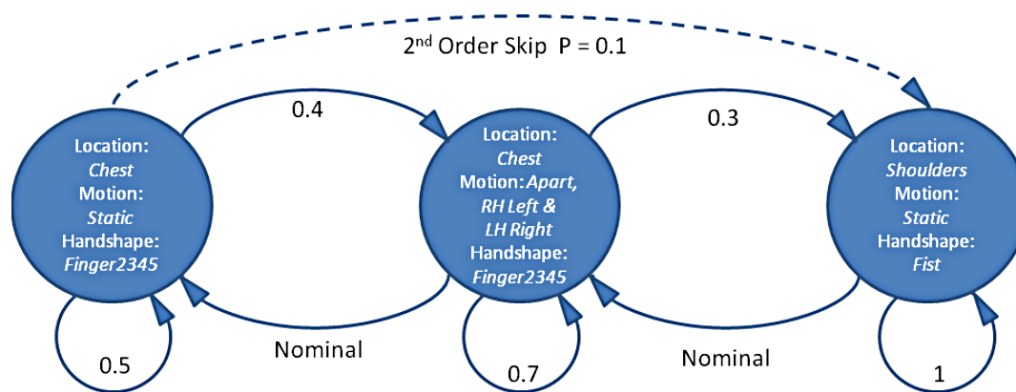 2nd Order Skip P = 0.1
0.4
0.3
Location:
Chest
Motion:
Static
Handshape:
Finger2345
Location:
Chest
Motion: Apart,
RH Left &
LH Right
Handshape:
Finger2345
Location:
Shoulders
Motion:
Static
Handshape:
Fist
Nominal
Nominal
0.5
0.7
1